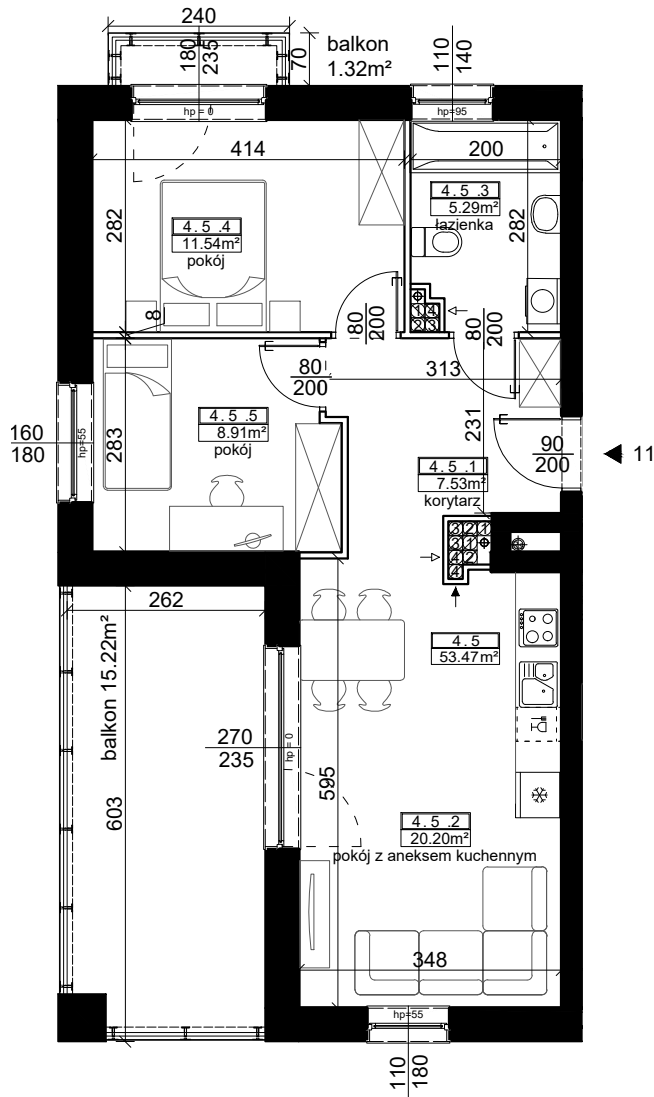 240
180
235
70
balkon
1.32m²
110
140
hp = 0
hp=95
414
200
4.5.3
5.29m²
łazienka
282
282
4.5.4
11.54m²
pokój
8
1 4
2 3
80
200
80
200
80
200
313
160
180
hp=55
283
4.5.5
8.91m²
pokój
231
90
200
11
4.5.1
7.53m²
korytarz
3 2 1
3 1
4 2
4
262
4.5
53.47m²
balkon 15.22m²
270
235
hp = 0
603
595
4.5.2
20.20m²
pokój z aneksem kuchennym
348
hp=55
110
180